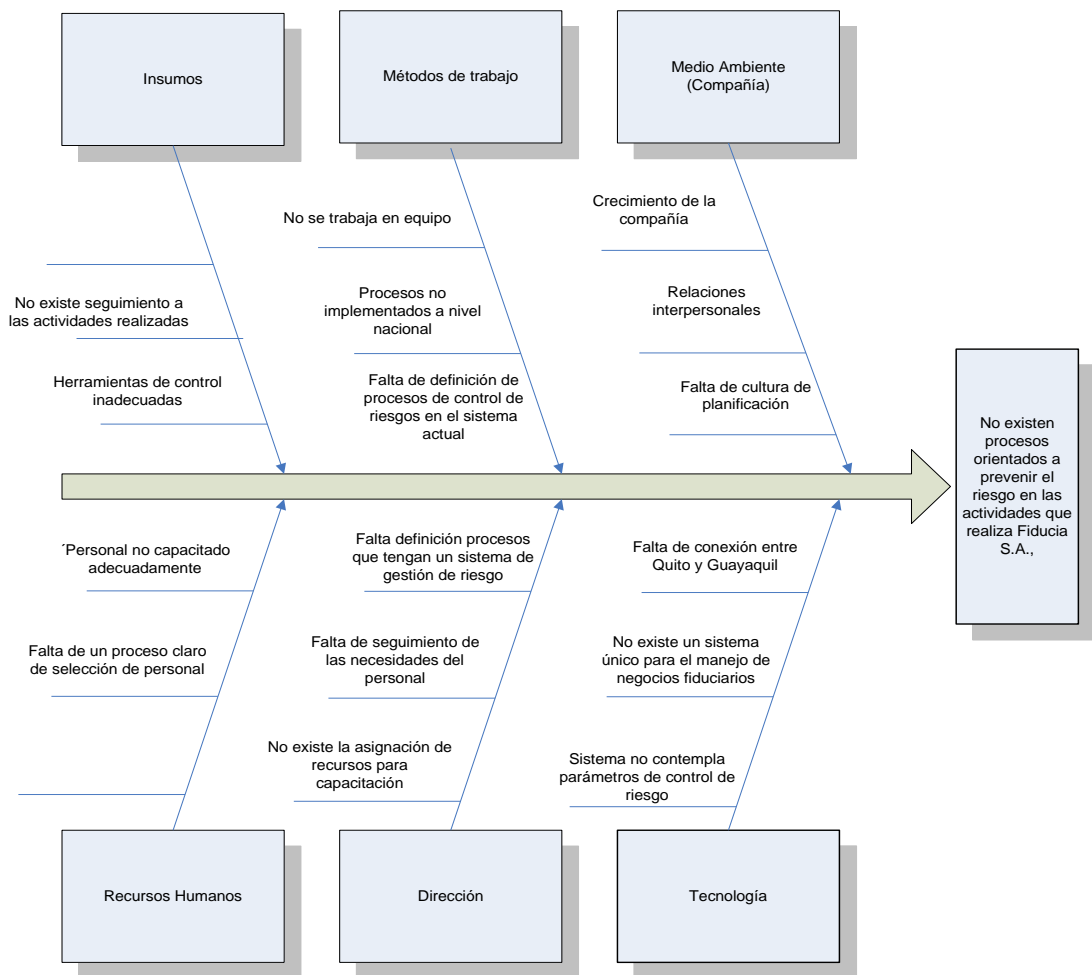 Insumos
Métodos de trabajo
Medio Ambiente
(Compañía)
No se trabaja en equipo
Crecimiento de la
compañía
No existe seguimiento a
las actividades realizadas
Procesos no
implementados a nivel
nacional
Relaciones
interpersonales
Herramientas de control
inadecuadas
Falta de definición de
procesos de control de
riesgos en el sistema
actual
Falta de cultura de
planificación
No existen
procesos
orientados a
prevenir el
riesgo en las
actividades que
realiza Fiducia
S.A.,
´Personal no capacitado
adecuadamente
Falta definición procesos
que tengan un sistema de
gestión de riesgo
Falta de conexión entre
Quito y Guayaquil
Falta de un proceso claro
de selección de personal
Falta de seguimiento de
las necesidades del
personal
No existe un sistema
único para el manejo de
negocios fiduciarios
No existe la asignación de
recursos para
capacitación
Sistema no contempla
parámetros de control de
riesgo
Recursos Humanos
Dirección
Tecnología